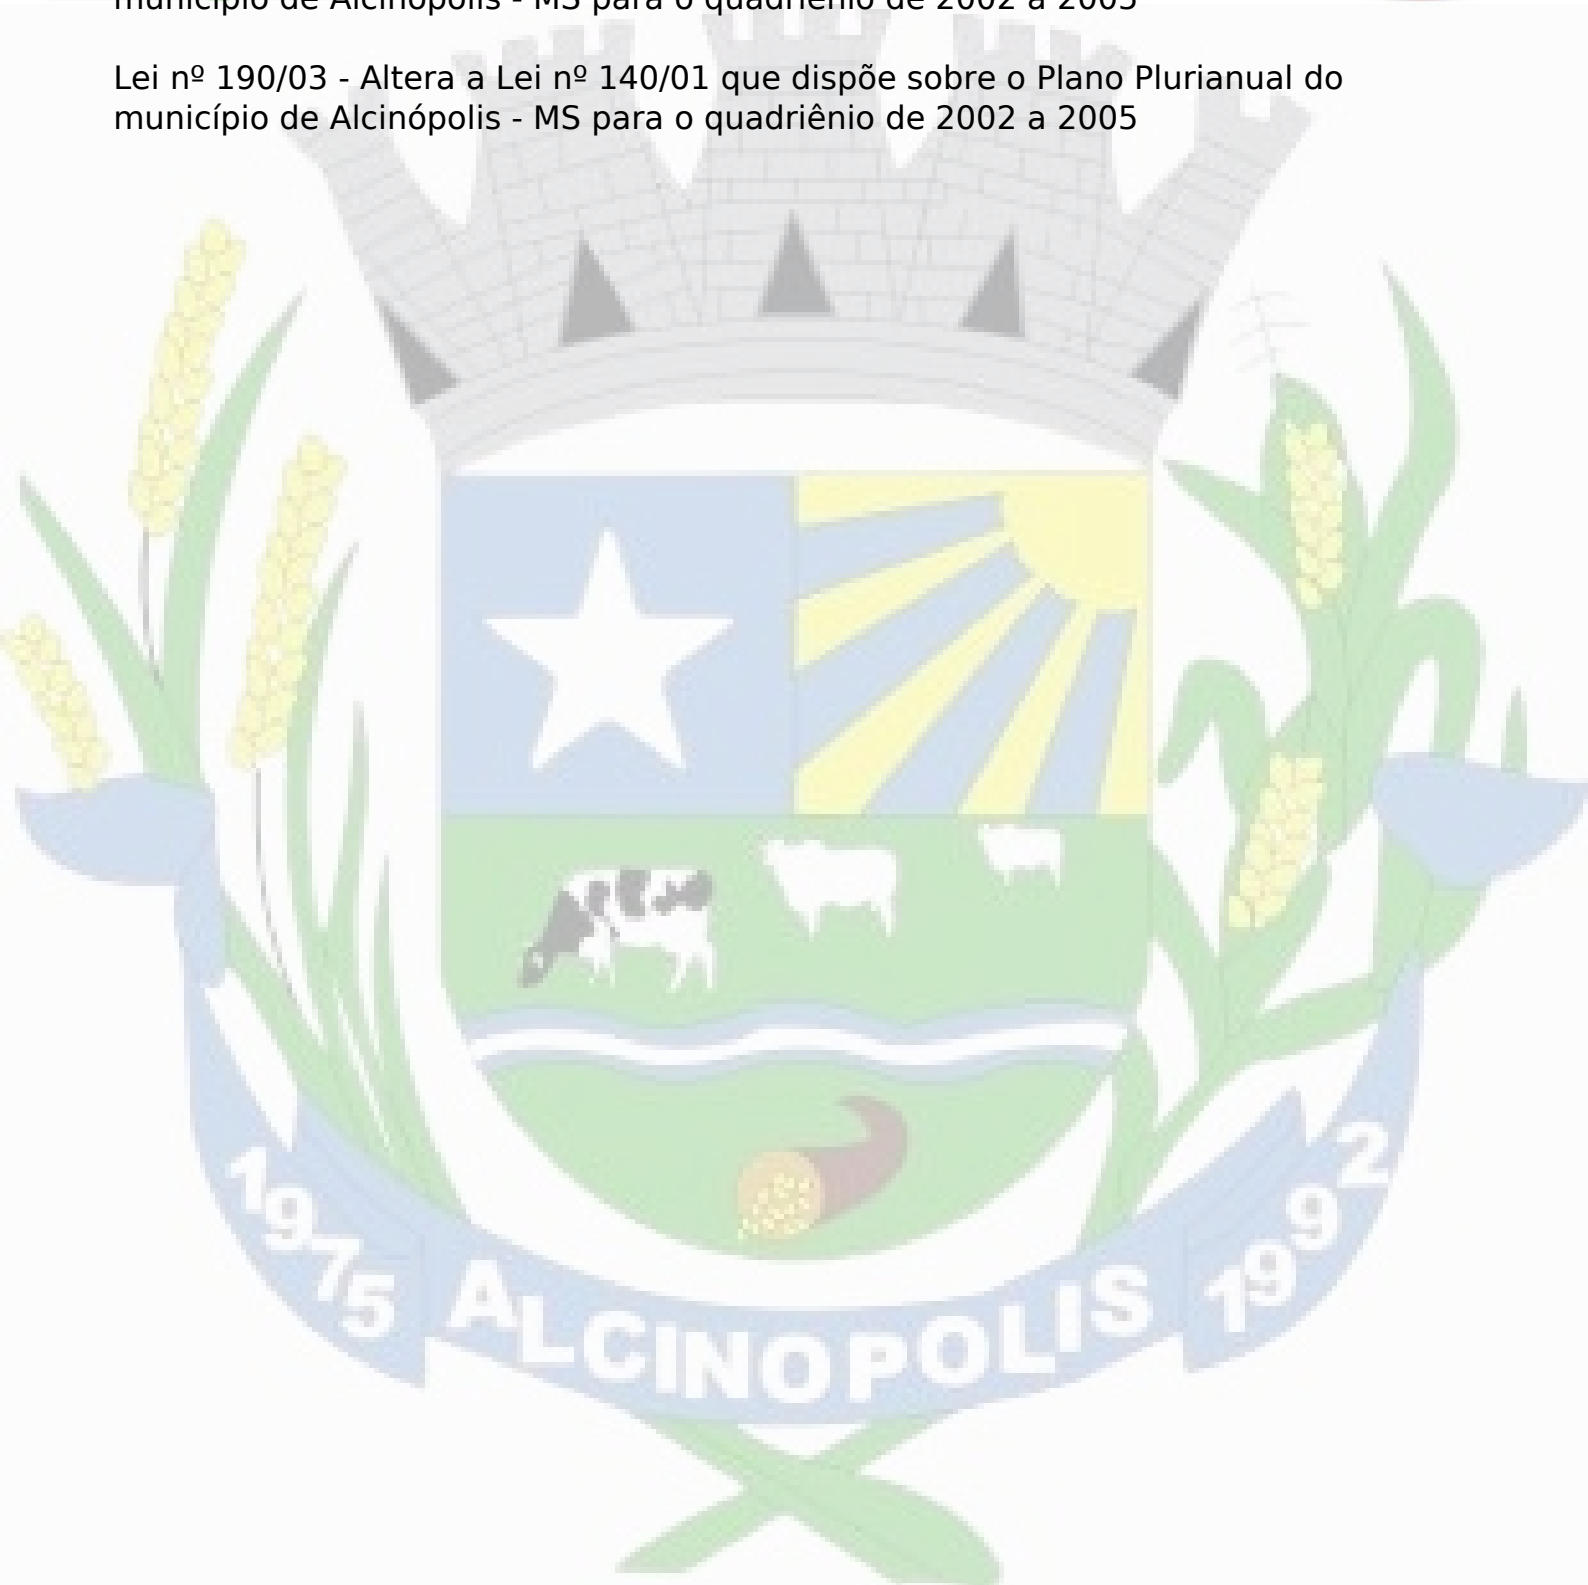 município de Alcinópolis - MS para o quadriênio de 2002 a 2005
Lei nº 190/03 - Altera a Lei nº 140/01 que dispõe sobre o Plano Plurianual do
município de Alcinópolis - MS para o quadriênio de 2002 a 2005
1975 ALCINOPOLIS 1992